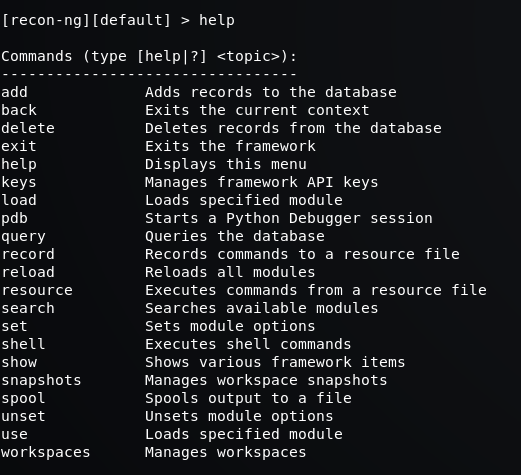 [recon-ng][default] > help
Commands (type [help|?] <topic>):
---------------------------------
add             Adds records to the database
back            Exits the current context
delete          Deletes records from the database
exit            Exits the framework
help            Displays this menu
keys            Manages framework API keys
load            Loads specified module
pdb             Starts a Python Debugger session
query           Queries the database
record          Records commands to a resource file
reload          Reloads all modules
resource        Executes commands from a resource file
search          Searches available modules
set             Sets module options
shell           Executes shell commands
show            Shows various framework items
snapshots       Manages workspace snapshots
spool           Spools output to a file
unset           Unsets module options
use             Loads specified module
workspaces      Manages workspaces